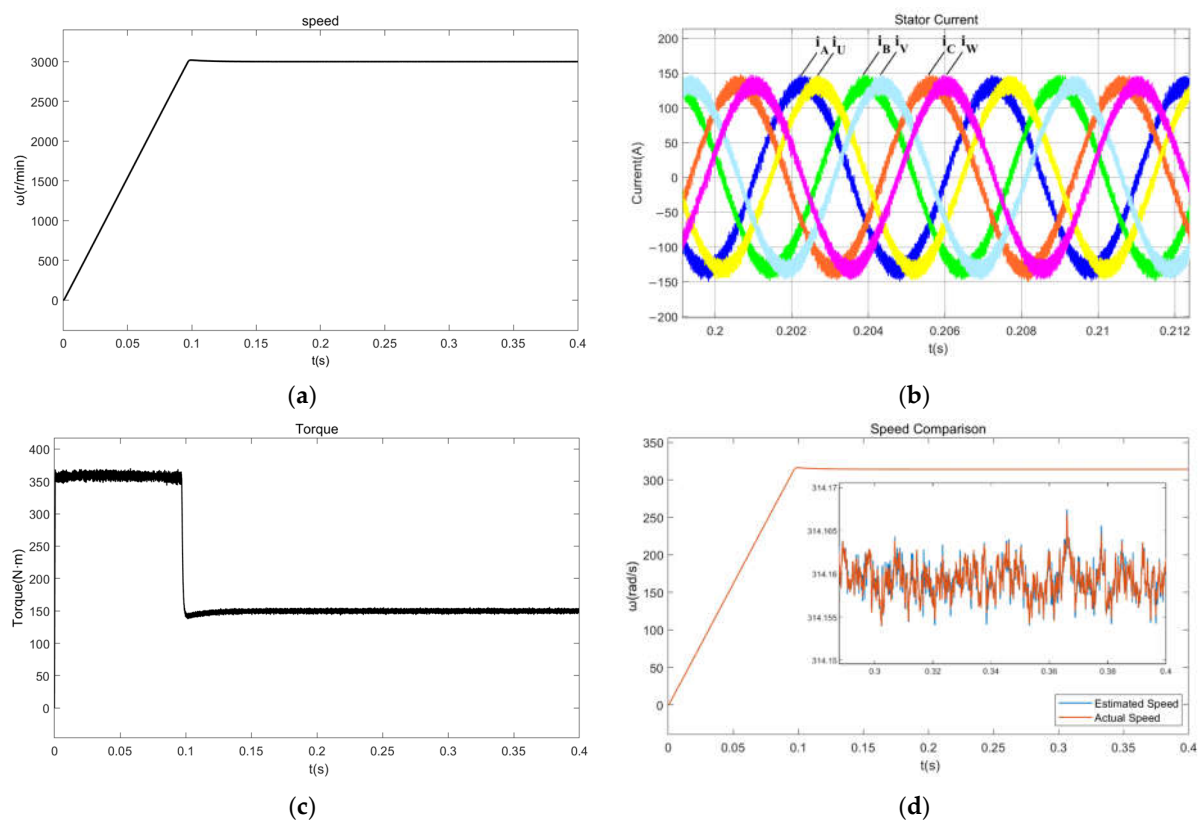 speed
ω(r/min)
3500
3000
2500
2000
1500
1000
500
0
0 0.05 0.1 0.15 0.2 0.25 0.3 0.35 0.4
t(s)
(a)
Stator Current
i_A i_U i_B i_V i_C i_W
Current(A)
200
150
100
50
0
−50
−100
−150
−200
0.2 0.202 0.204 0.206 0.208 0.21 0.212
t(s)
(b)
Torque
Torque(N·m)
400
350
300
250
200
150
100
50
0
0 0.05 0.1 0.15 0.2 0.25 0.3 0.35 0.4
t(s)
(c)
Speed Comparison
ω(rad/s)
350
300
250
200
150
100
50
0
314.17
314.165
314.16
314.155
314.15
0.3 0.32 0.34 0.36 0.38 0.4
Estimated Speed
Actual Speed
0 0.05 0.1 0.15 0.2 0.25 0.3 0.35 0.4
t(s)
(d)